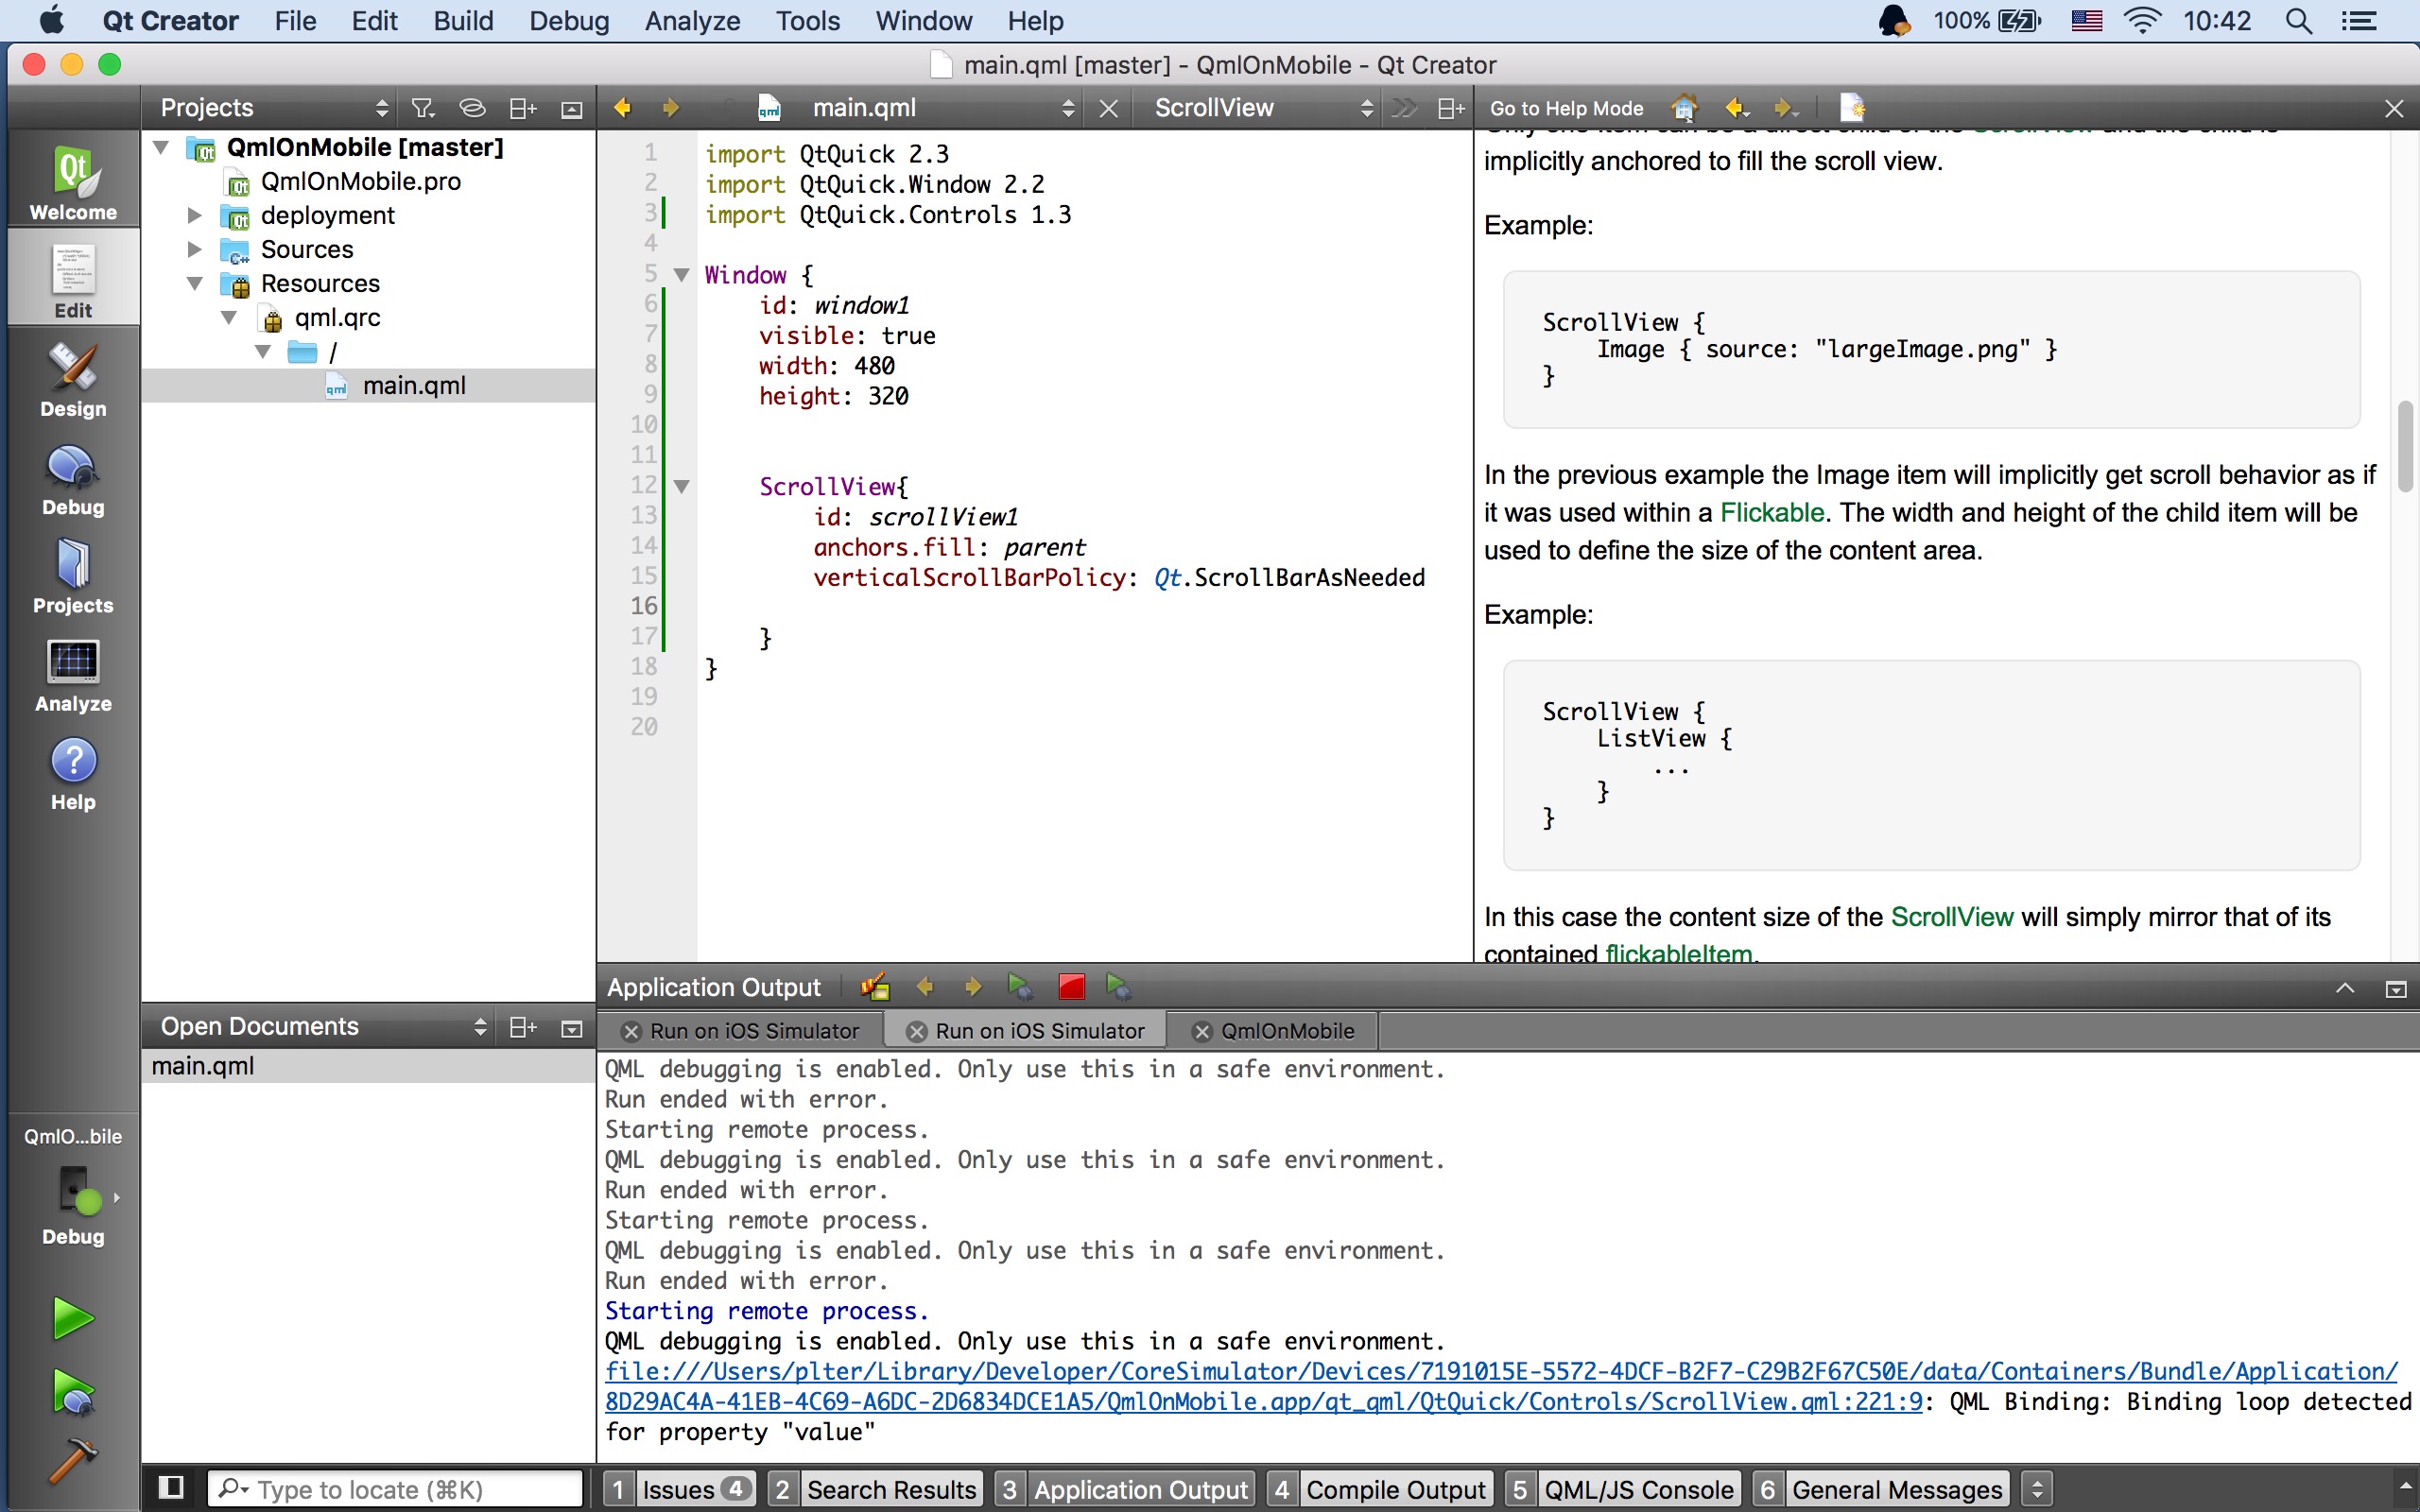 Qt Creator File Edit Build Debug Analyze Tools Window Help 100% 10:42
main.qml [master] - QmlOnMobile - Qt Creator
Projects
main.qml
ScrollView
Go to Help Mode
Welcome
Edit
Design
Debug
Projects
Analyze
Help
QmlO...bile
Debug
QmlOnMobile [master]
QmlOnMobile.pro
deployment
Sources
Resources
qml.qrc
/
main.qml
Open Documents
main.qml
1 import QtQuick 2.3
2 import QtQuick.Window 2.2
3 import QtQuick.Controls 1.3
4
5 Window {
6 id: window1
7 visible: true
8 width: 480
9 height: 320
10
11
12 ScrollView{
13 id: scrollView1
14 anchors.fill: parent
15 verticalScrollBarPolicy: Qt.ScrollBarAsNeeded
16
17 }
18 }
19
20
Only one item can be a direct child of the ScrollView and the child is
implicitly anchored to fill the scroll view.
Example:
ScrollView {
Image { source: "largeImage.png" }
}
In the previous example the Image item will implicitly get scroll behavior as if
it was used within a Flickable. The width and height of the child item will be
used to define the size of the content area.
Example:
ScrollView {
ListView {
...
}
}
In this case the content size of the ScrollView will simply mirror that of its
contained flickableItem.
Application Output
Run on iOS Simulator Run on iOS Simulator QmlOnMobile
QML debugging is enabled. Only use this in a safe environment.
Run ended with error.
Starting remote process.
QML debugging is enabled. Only use this in a safe environment.
Run ended with error.
Starting remote process.
QML debugging is enabled. Only use this in a safe environment.
Run ended with error.
Starting remote process.
QML debugging is enabled. Only use this in a safe environment.
file:///Users/plter/Library/Developer/CoreSimulator/Devices/7191015E-5572-4DCF-B2F7-C29B2F67C50E/data/Containers/Bundle/Application/
8D29AC4A-41EB-4C69-A6DC-2D6834DCE1A5/QmlOnMobile.app/qt_qml/QtQuick/Controls/ScrollView.qml:221:9: QML Binding: Binding loop detected
for property "value"
Type to locate (⌘K)
1 Issues 4 2 Search Results 3 Application Output 4 Compile Output 5 QML/JS Console 6 General Messages